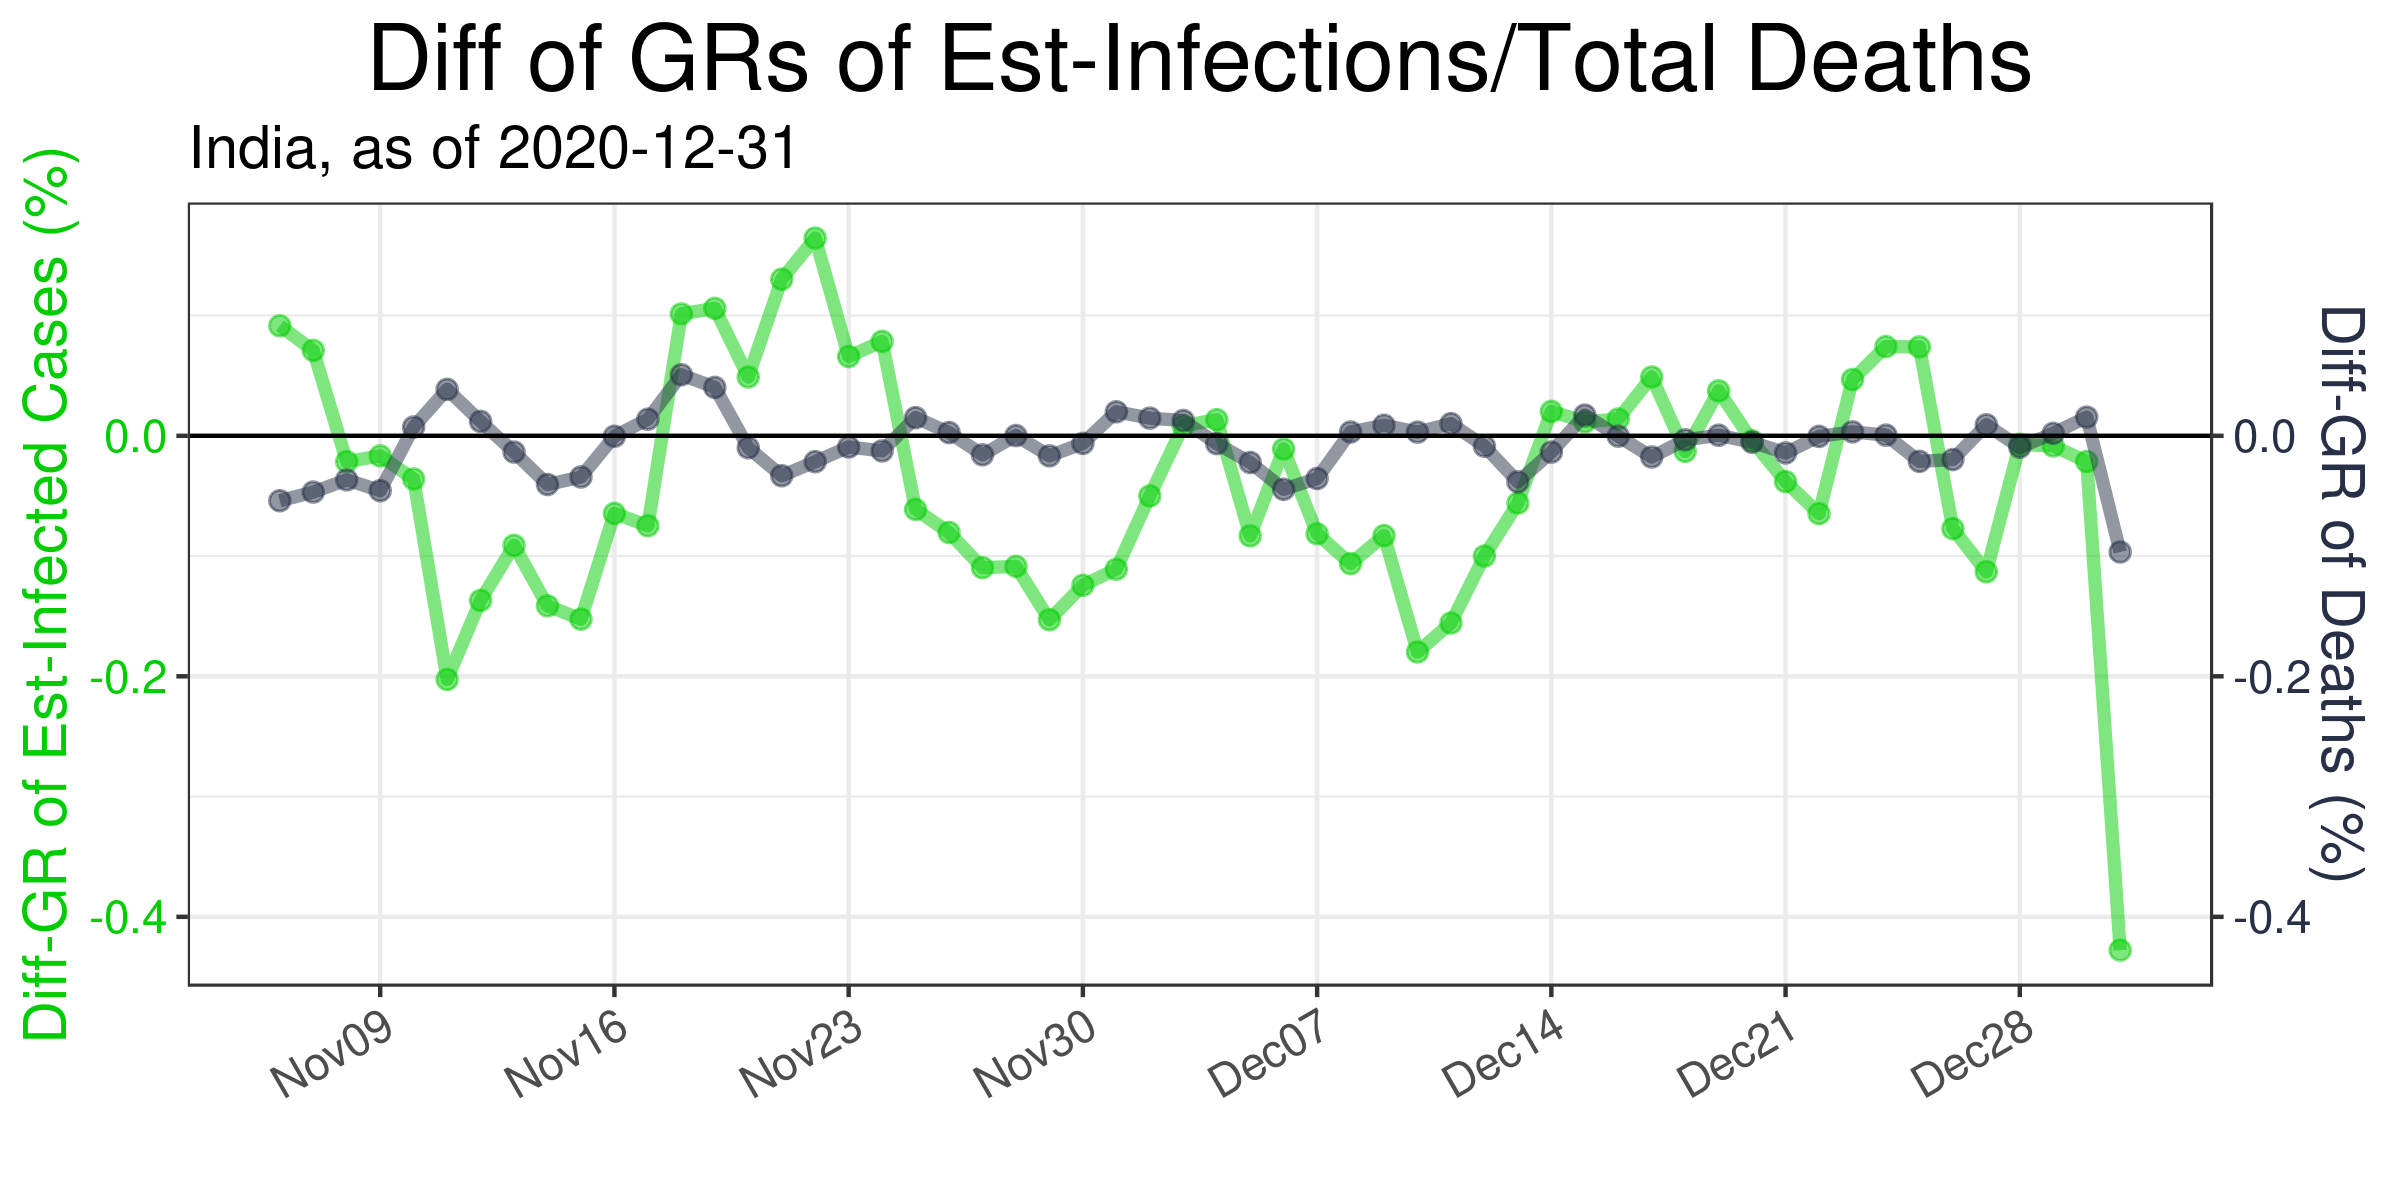 Diff of GRs of Est-Infections/Total Deaths
India, as of 2020-12-31
Diff-GR of Est-Infected Cases (%)
0.0
-0.2
-0.4
0.0
-0.2
-0.4
Diff-GR of Deaths (%)
Nov09
Nov16
Nov23
Nov30
Dec07
Dec14
Dec21
Dec28